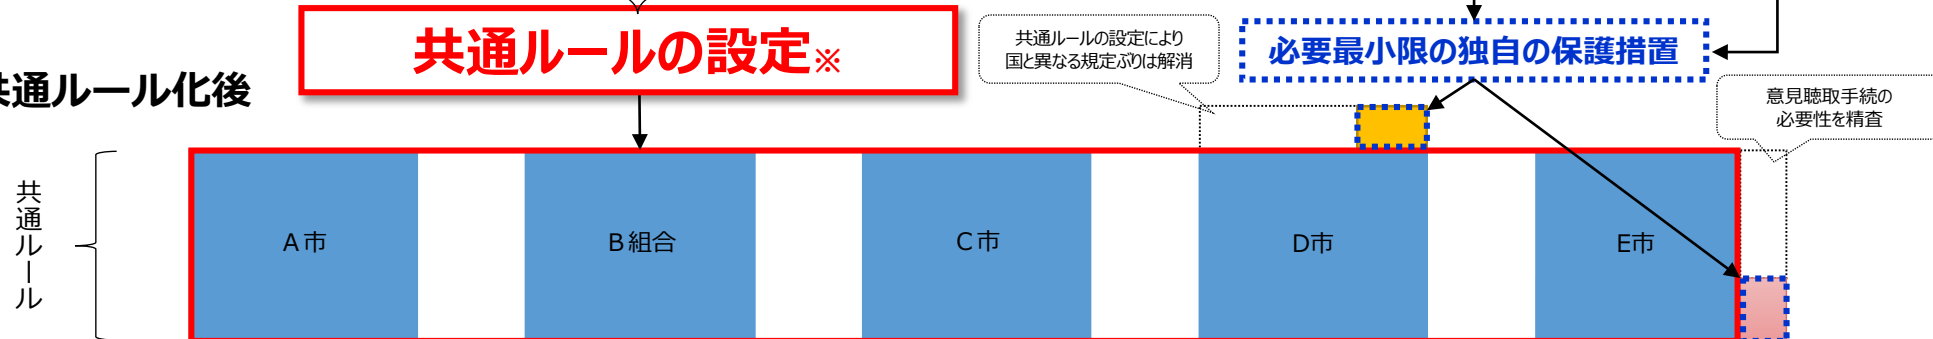 共通ルールの設定※
共通ルールの設定により
国と異なる規定ぶりは解消
必要最小限の独自の保護措置
共通ルール化後
意見聴取手続の
必要性を精査
共通ルール
A市
B組合
C市
D市
E市